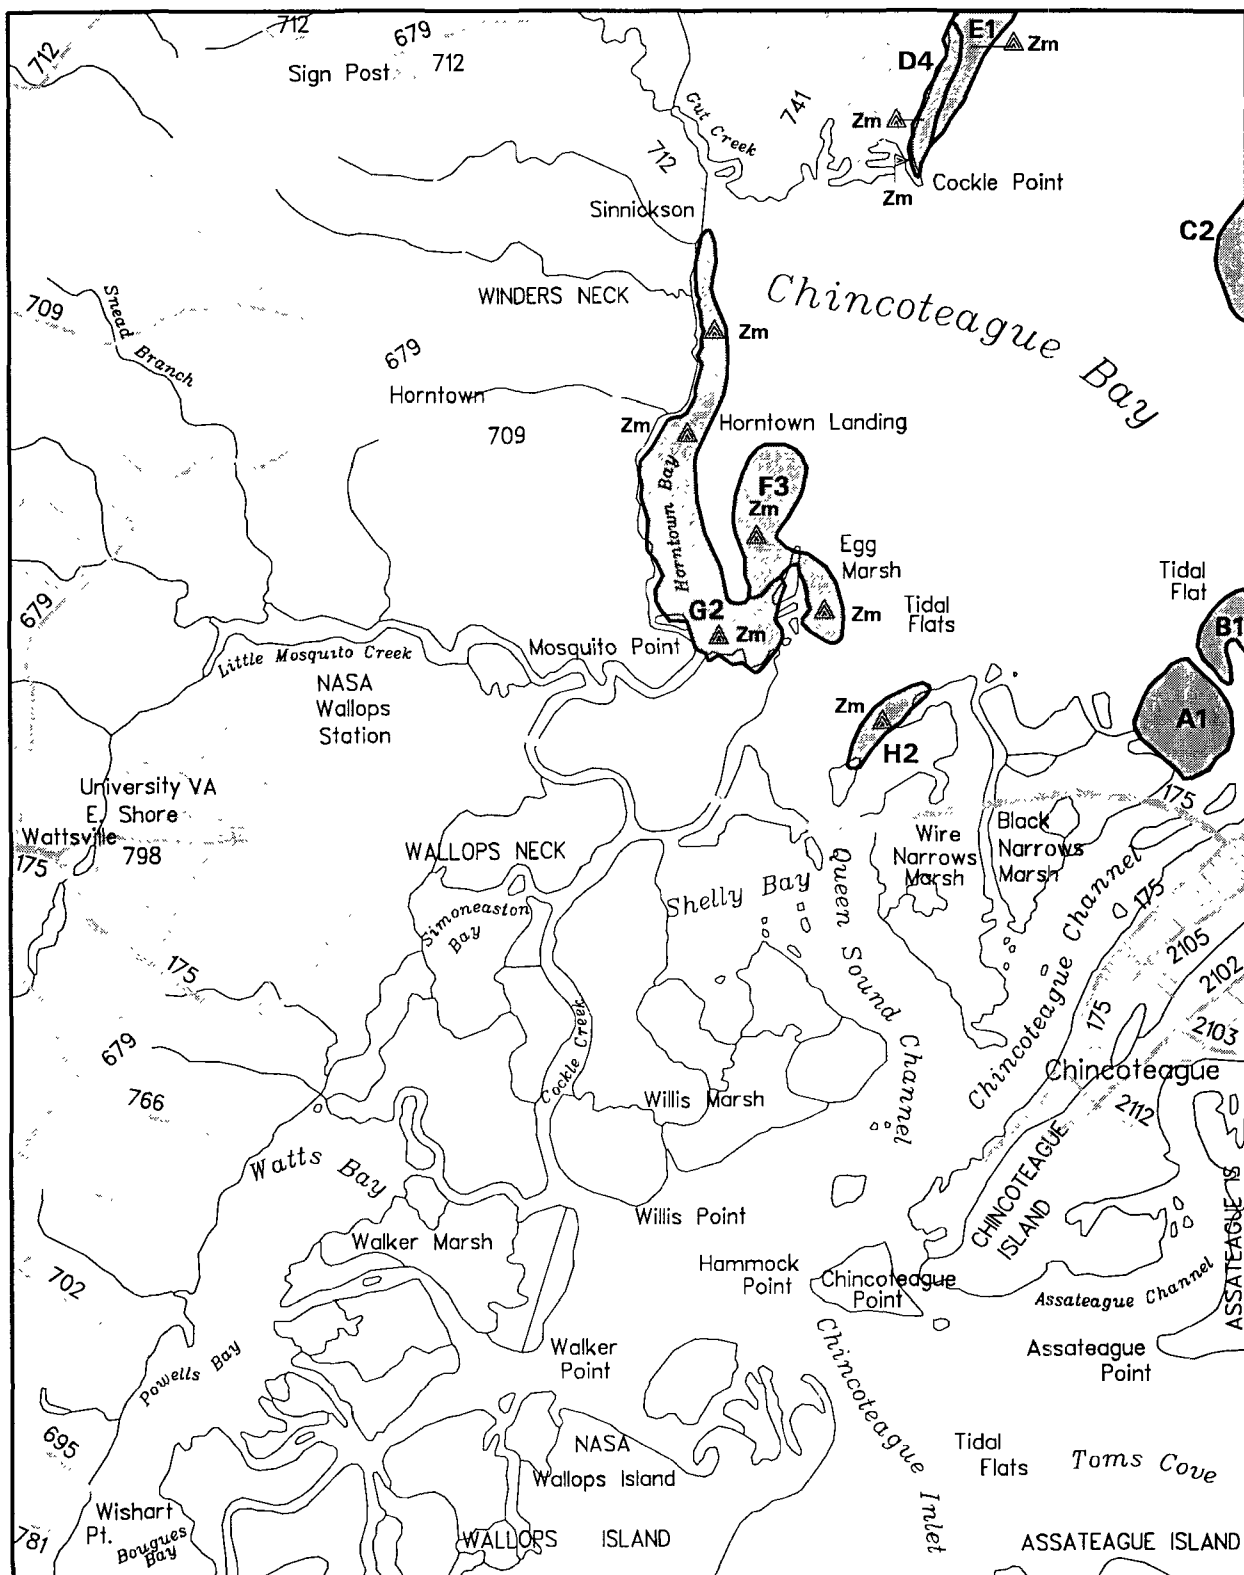 712
679
E1
Zm
712
Sign Post
712
D4
741
Zm
Gut Creek
712
Zm
Cockle Point
Sinnickson
C2
WINDERS NECK
Chincoteague Bay
709
Snead Branch
Zm
679
Horntown
Zm
Horntown Landing
709
F3
Zm
Horntown Bay
Egg
Marsh
Tidal
Flat
679
G2
Zm
Zm
Tidal
Flats
B1
Mosquito Point
Little Mosquito Creek
NASA
Wallops
Station
Zm
A1
H2
University VA
E. Shore
175
Wattsville
798
175
WALLOPS NECK
Wire
Narrows
Marsh
Black
Narrows
Marsh
Simoneaston
Bay
Shelly Bay
Queen Sound Channel
Chincoteague Channel
175
2105
2102
175
175
2103
679
766
Cockle Creek
Willis Marsh
Chincoteague
2112
Watts Bay
CHINCOTEAGUE
ISLAND
ASSATEAGUE IS
Willis Point
Walker Marsh
Hammock
Point
Chincoteague
Point
702
Assateague Channel
Powells Bay
Walker
Point
Chincoteague Inlet
Assateague
Point
695
NASA
Wallops Island
Tidal
Flats
Toms Cove
Wishart
Pt.
781
Bougues
Bay
WALLOPS ISLAND
ASSATEAGUE ISLAND